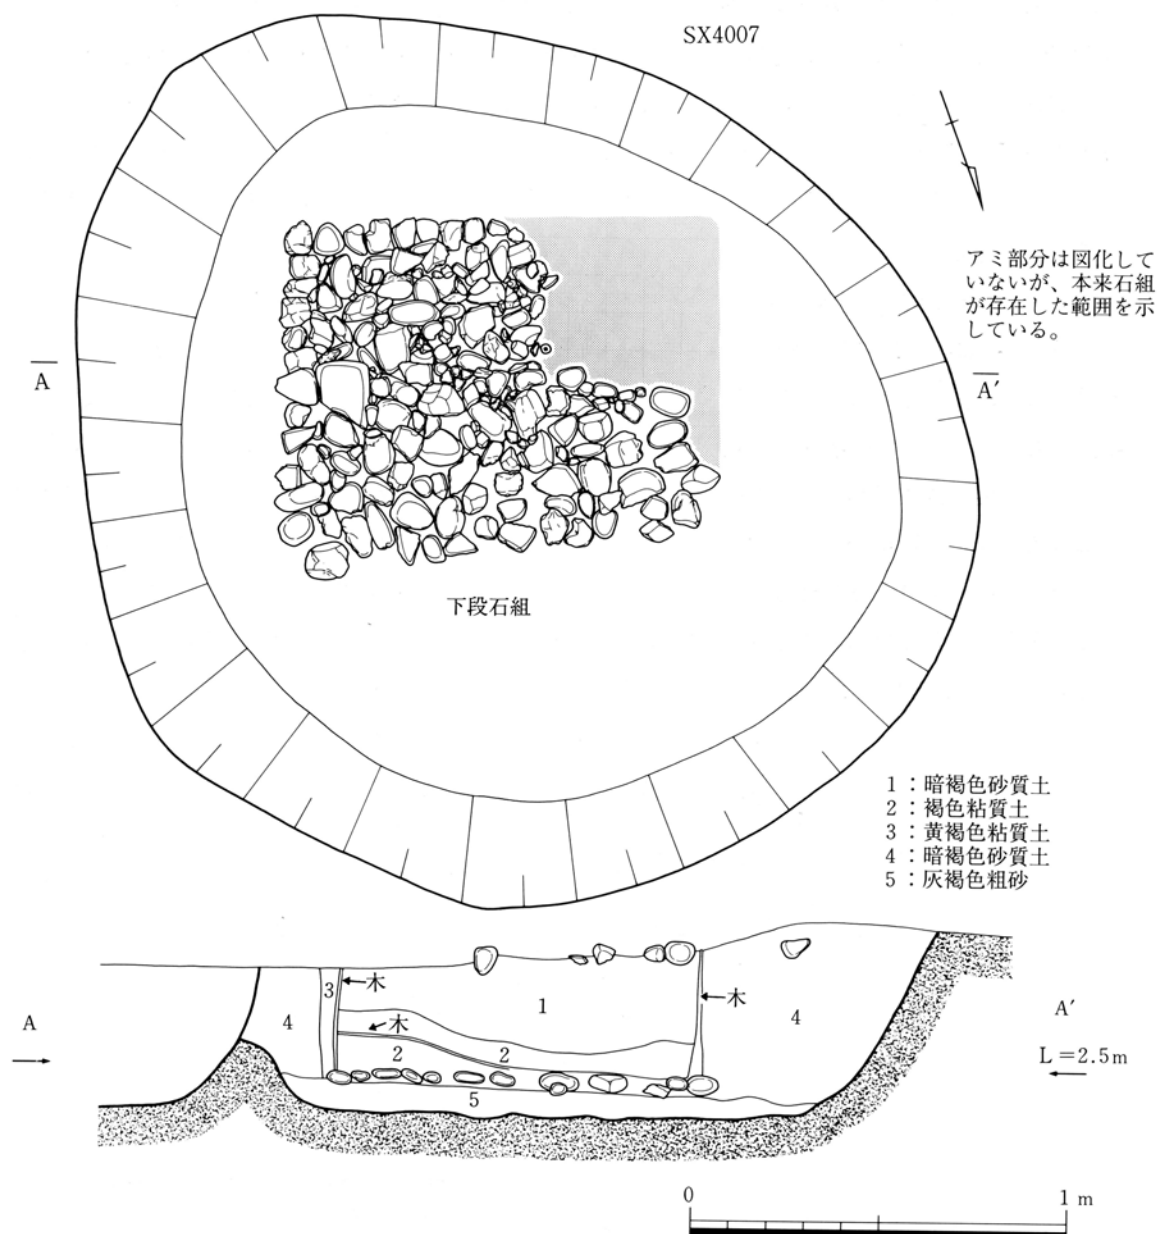 SX4007
アミ部分は図化して
いないが、本来石組
が存在した範囲を示
している。
A
A′
下段石組
1：暗褐色砂質土
2：褐色粘質土
3：黄褐色粘質土
4：暗褐色砂質土
5：灰褐色粗砂
3
木
1
木
木
A
4
2
2
4
A′
L＝2.5m
5
0
1 m